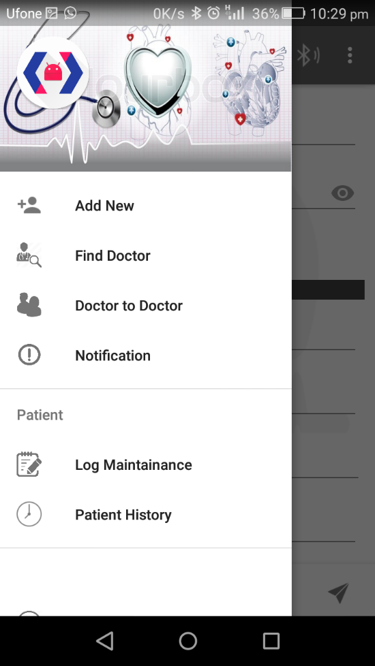 Ufone 0K/s H 36% 10:29 pm
Add New
Find Doctor
Doctor to Doctor
Notification
Patient
Log Maintainance
Patient History